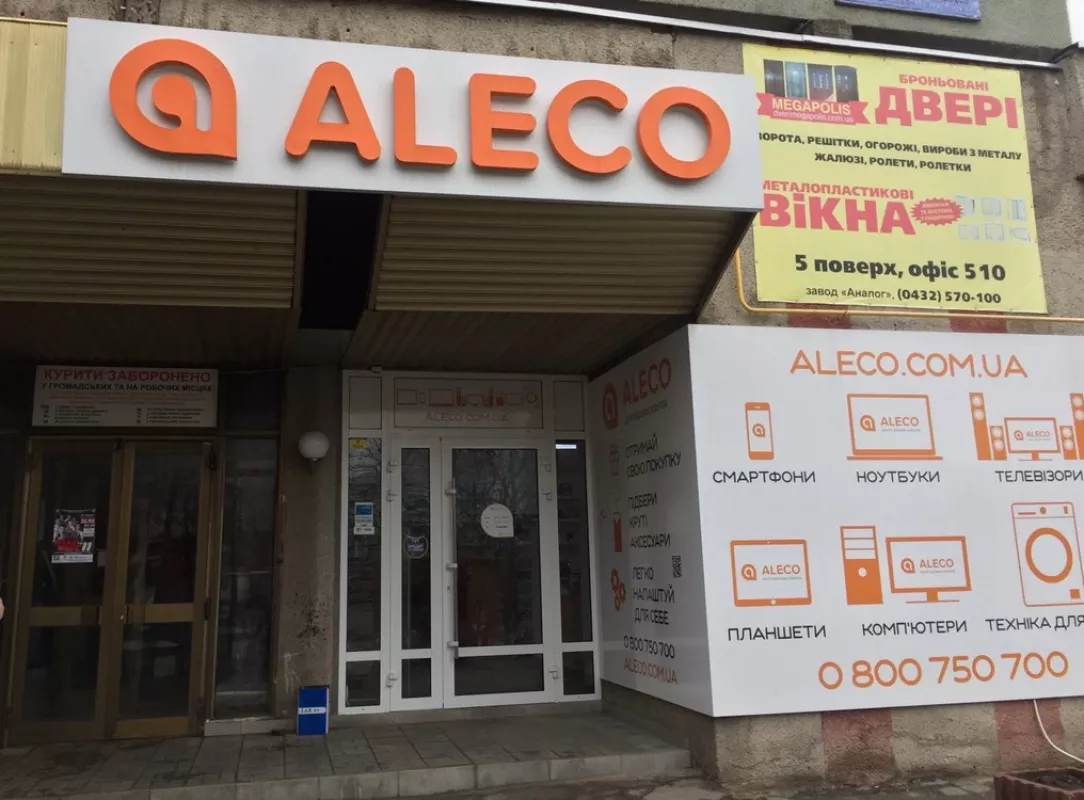 ALECO
MEGAPOLIS
dverimegapolis.com.ua
БРОНЬОВАНІ
ДВЕРІ
ВОРОТА, РЕШІТКИ, ОГОРОЖІ, ВИРОБИ З МЕТАЛУ
ЖАЛЮЗІ, РОЛЕТИ, РОЛЕТКИ
МЕТАЛОПЛАСТИКОВІ
ВіКНА
5 поверх, офіс 510
завод «Аналог», (0432) 570-100
КУРИТИ ЗАБОРОНЕНО
У ГРОМАДСЬКИХ ТА НА РОБОЧИХ МІСЦЯХ
ALECO.COM.UA
ALECO
ОТРИМАЙ
СВОЮ ПОКУПКУ
ПІДБЕРИ
КРУТІ
АКСЕСУАРИ
ЛЕГКО
НАЛАШТУЙ
ДЛЯ СЕБЕ
0 800 750 700
ALECO.COM.UA
ALECO.COM.UA
ALECO
ALECO
СМАРТФОНИ
НОУТБУКИ
ТЕЛЕВІЗОРИ
ALECO
ALECO
ПЛАНШЕТИ
КОМП'ЮТЕРИ
ТЕХНІКА ДЛЯ
0 800 750 700